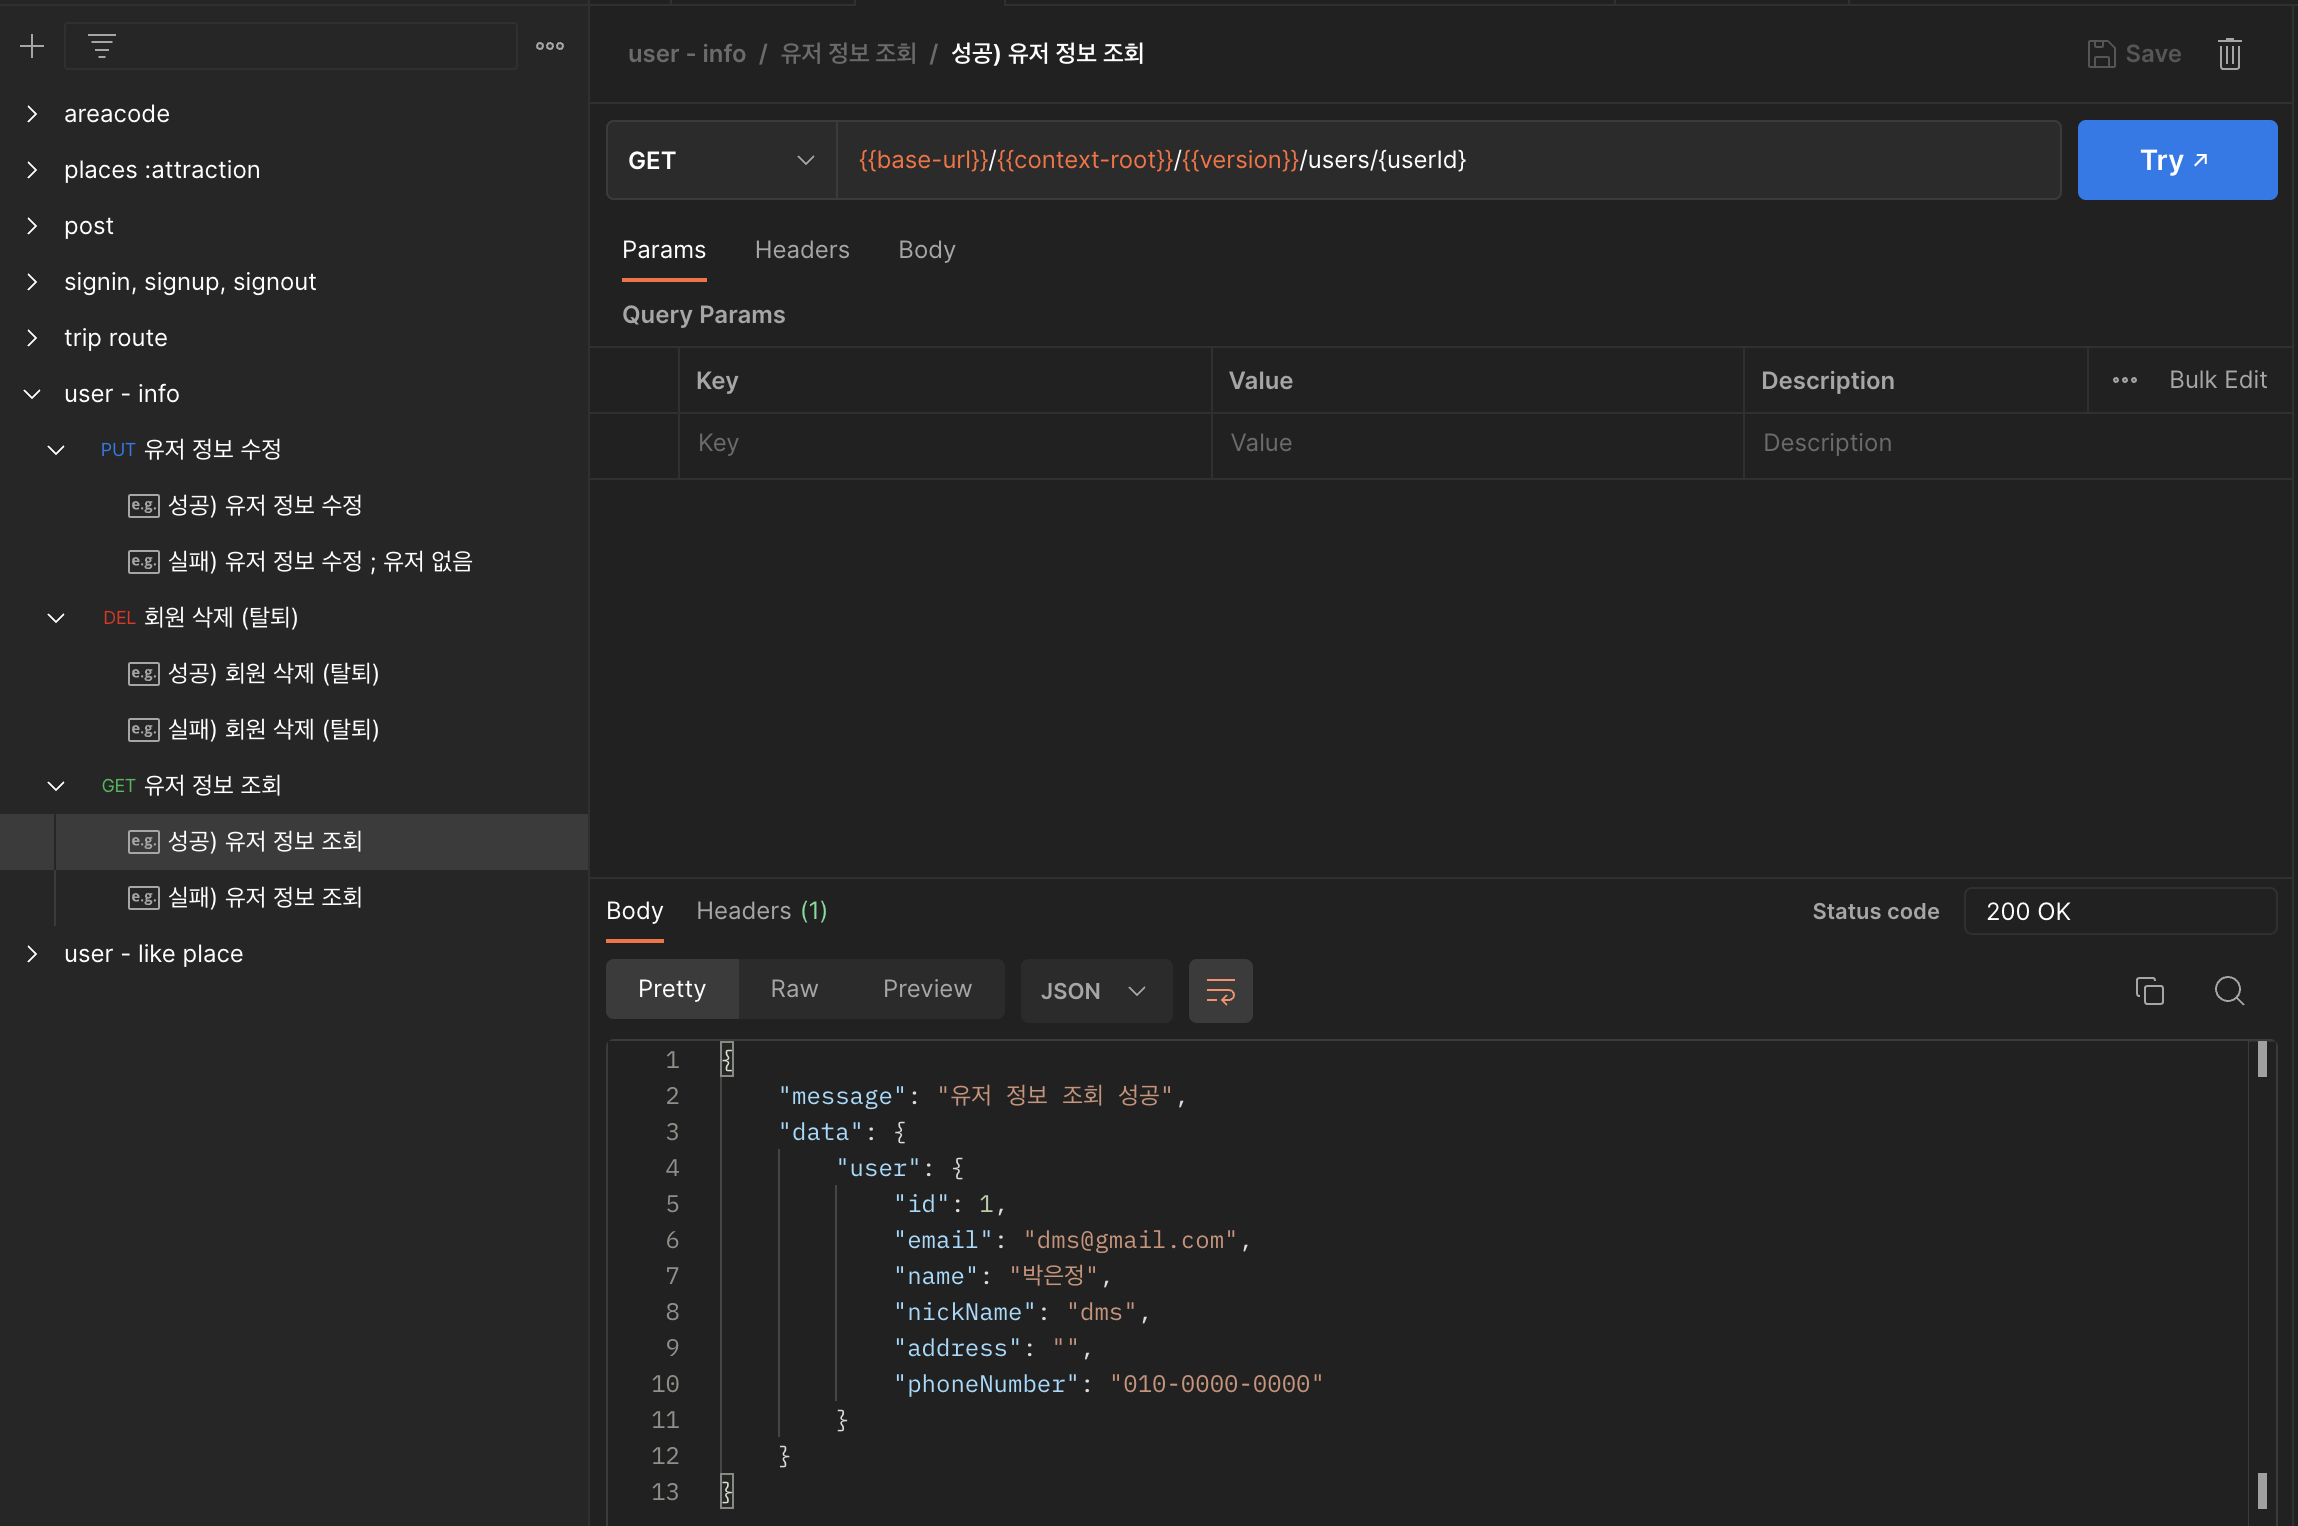 areacode
places :attraction
post
signin, signup, signout
trip route
user - info
PUT 유저 정보 수정
e.g. 성공) 유저 정보 수정
e.g. 실패) 유저 정보 수정 ; 유저 없음
DEL 회원 삭제 (탈퇴)
e.g. 성공) 회원 삭제 (탈퇴)
e.g. 실패) 회원 삭제 (탈퇴)
GET 유저 정보 조회
e.g. 성공) 유저 정보 조회
e.g. 실패) 유저 정보 조회
user - like place
user - info / 유저 정보 조회 / 성공) 유저 정보 조회
Save
GET
{{base-url}}/{{context-root}}/{{version}}/users/{userId}
Try ↗
Params Headers Body
Query Params
Key Value Description Bulk Edit
Key Value Description
Body Headers (1) Status code 200 OK
Pretty Raw Preview JSON
1 {
2 "message": "유저 정보 조회 성공",
3 "data": {
4 "user": {
5 "id": 1,
6 "email": "dms@gmail.com",
7 "name": "박은정",
8 "nickName": "dms",
9 "address": "",
10 "phoneNumber": "010-0000-0000"
11 }
12 }
13 }